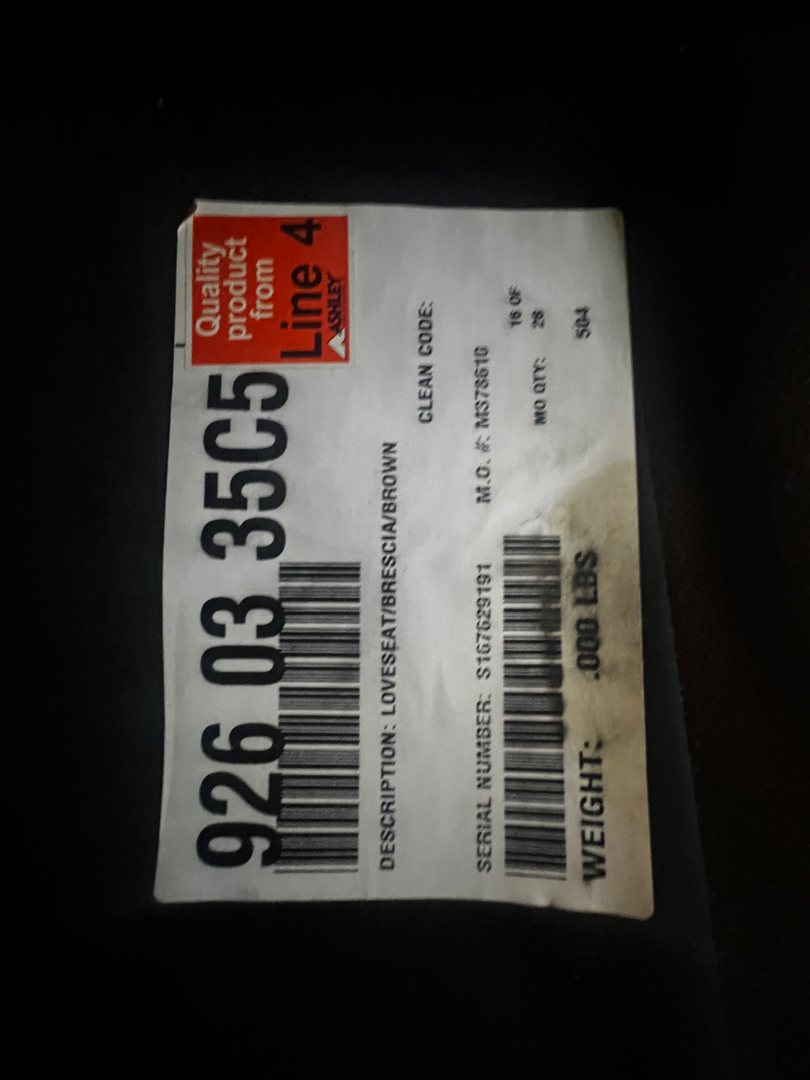 926 03 35C5
Quality
product
from
Line 4
ASHLEY
DESCRIPTION: LOVESEAT/BRESCIA/BROWN
CLEAN CODE:
SERIAL NUMBER: S167629191
M.O. #: M378610
16 OF
MO QTY: 28
WEIGHT: .000 LBS
504